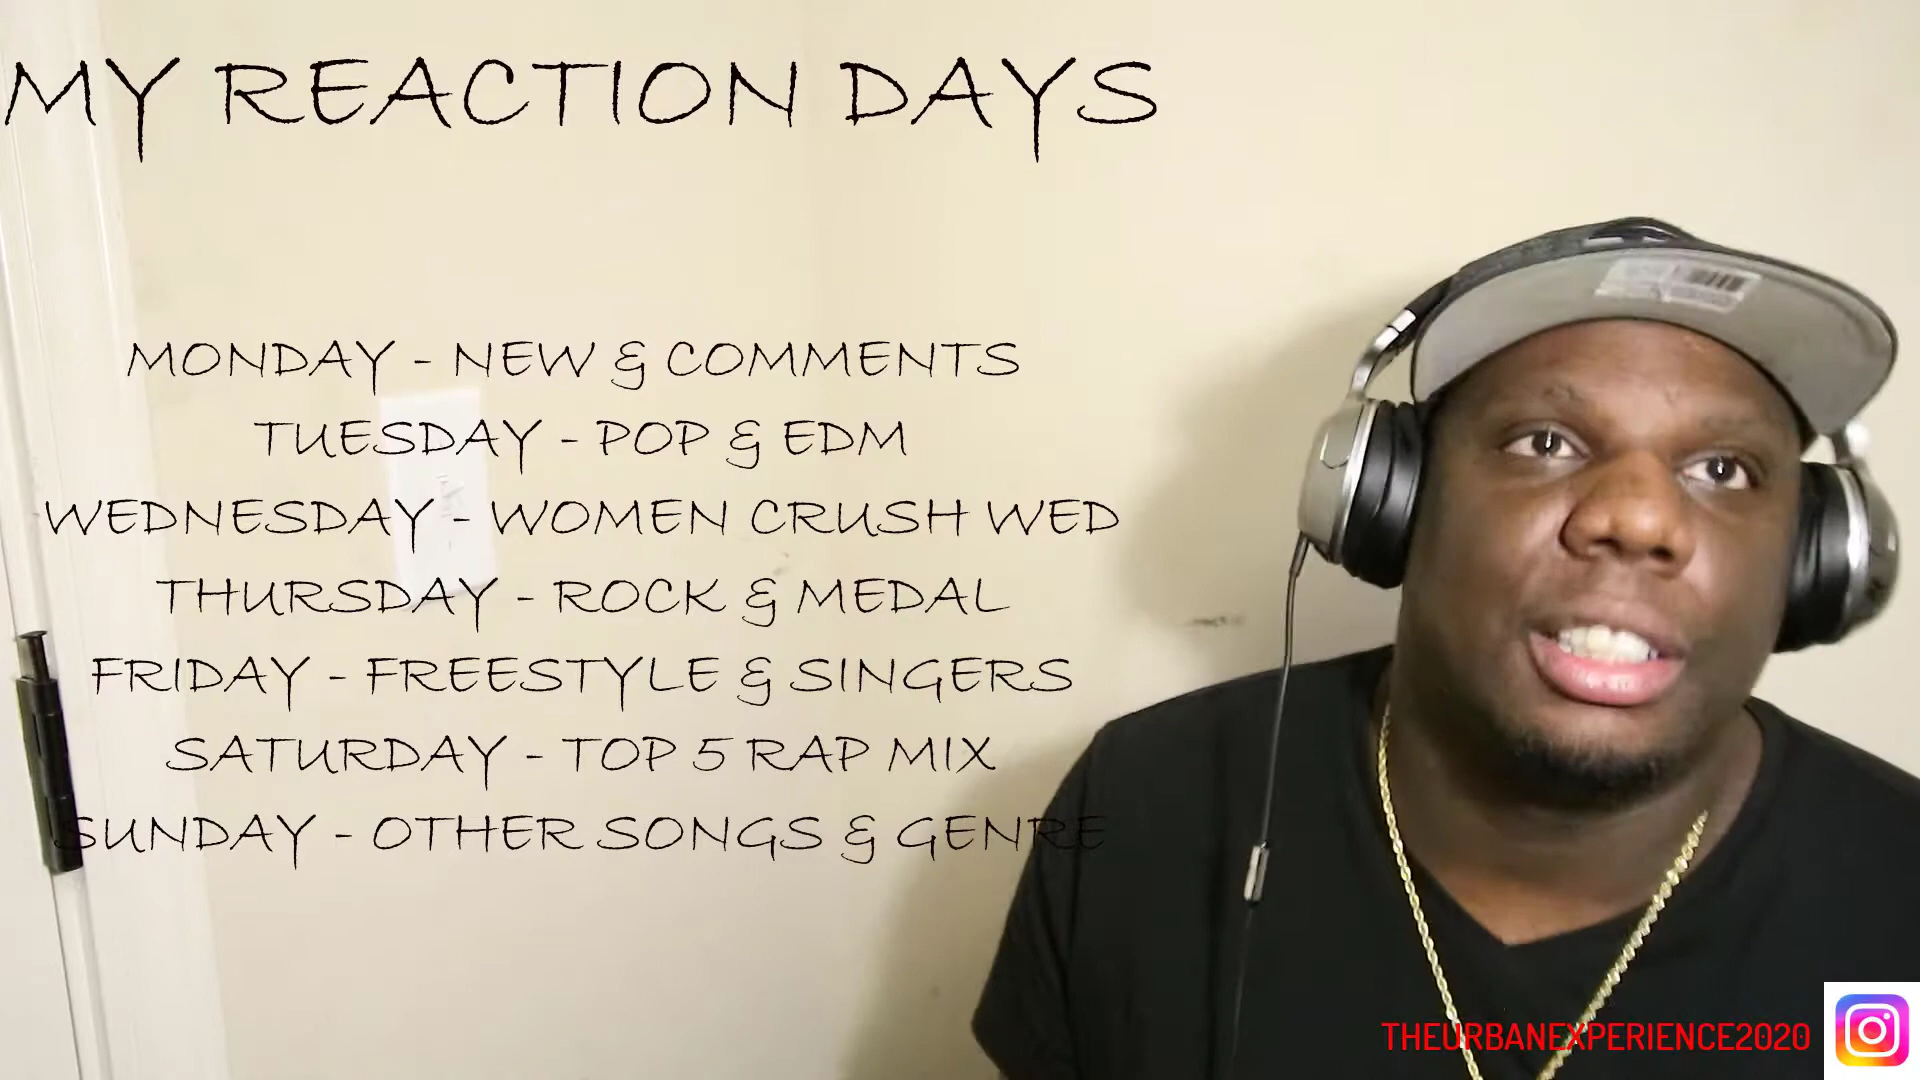 MY REACTION DAYS
MONDAY - NEW & COMMENTS
TUESDAY - POP & EDM
WEDNESDAY - WOMEN CRUSH WED
THURSDAY - ROCK & MEDAL
FRIDAY - FREESTYLE & SINGERS
SATURDAY - TOP 5 RAP MIX
SUNDAY - OTHER SONGS & GENRE
THEURBANEXPERIENCE2020